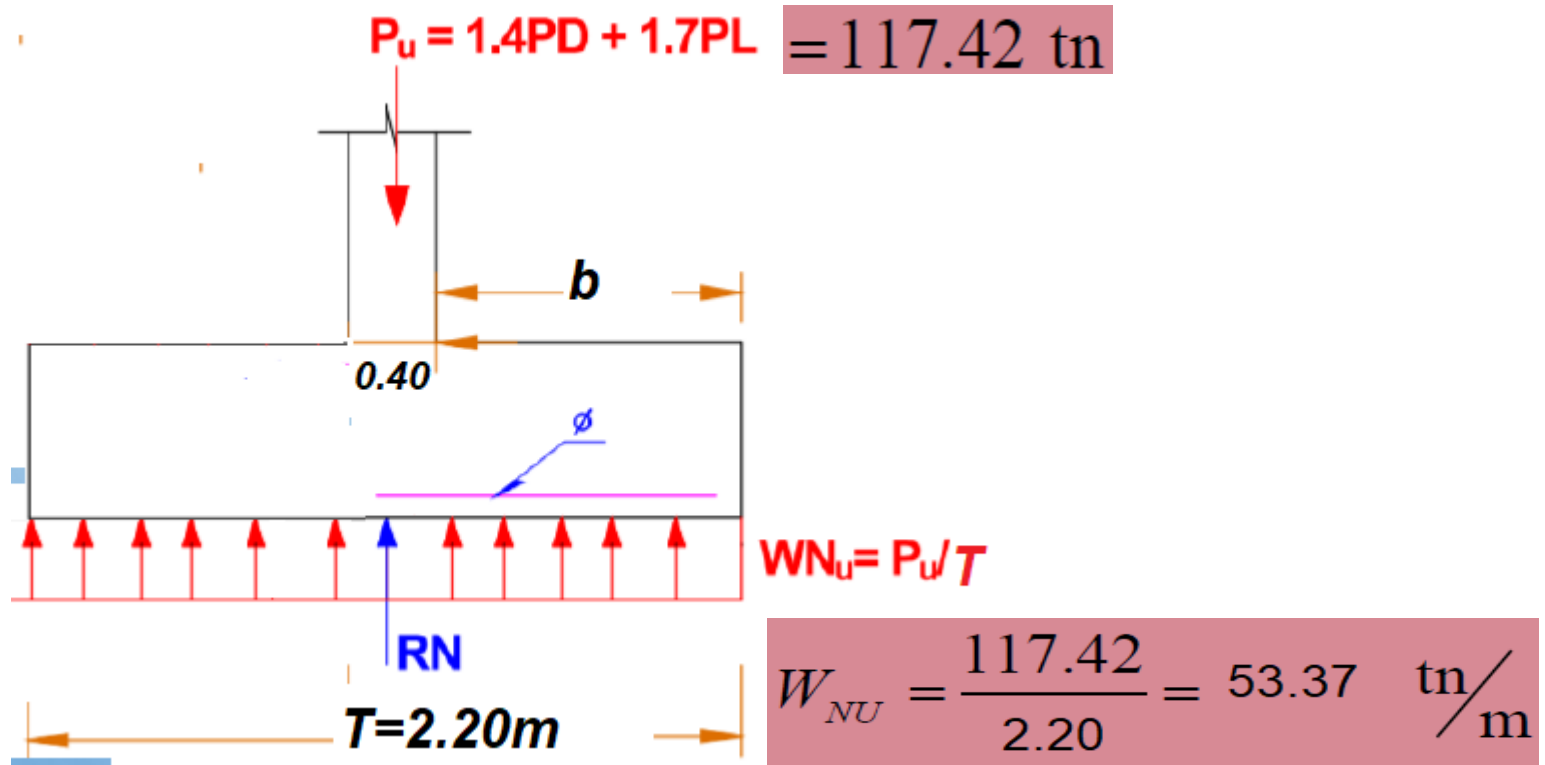 Pu = 1.4PD + 1.7PL = 117.42 tn
b
0.40
ø
WNu= Pu/T
RN
T=2.20m
W_NU = 117.42 / 2.20 = 53.37 tn/m